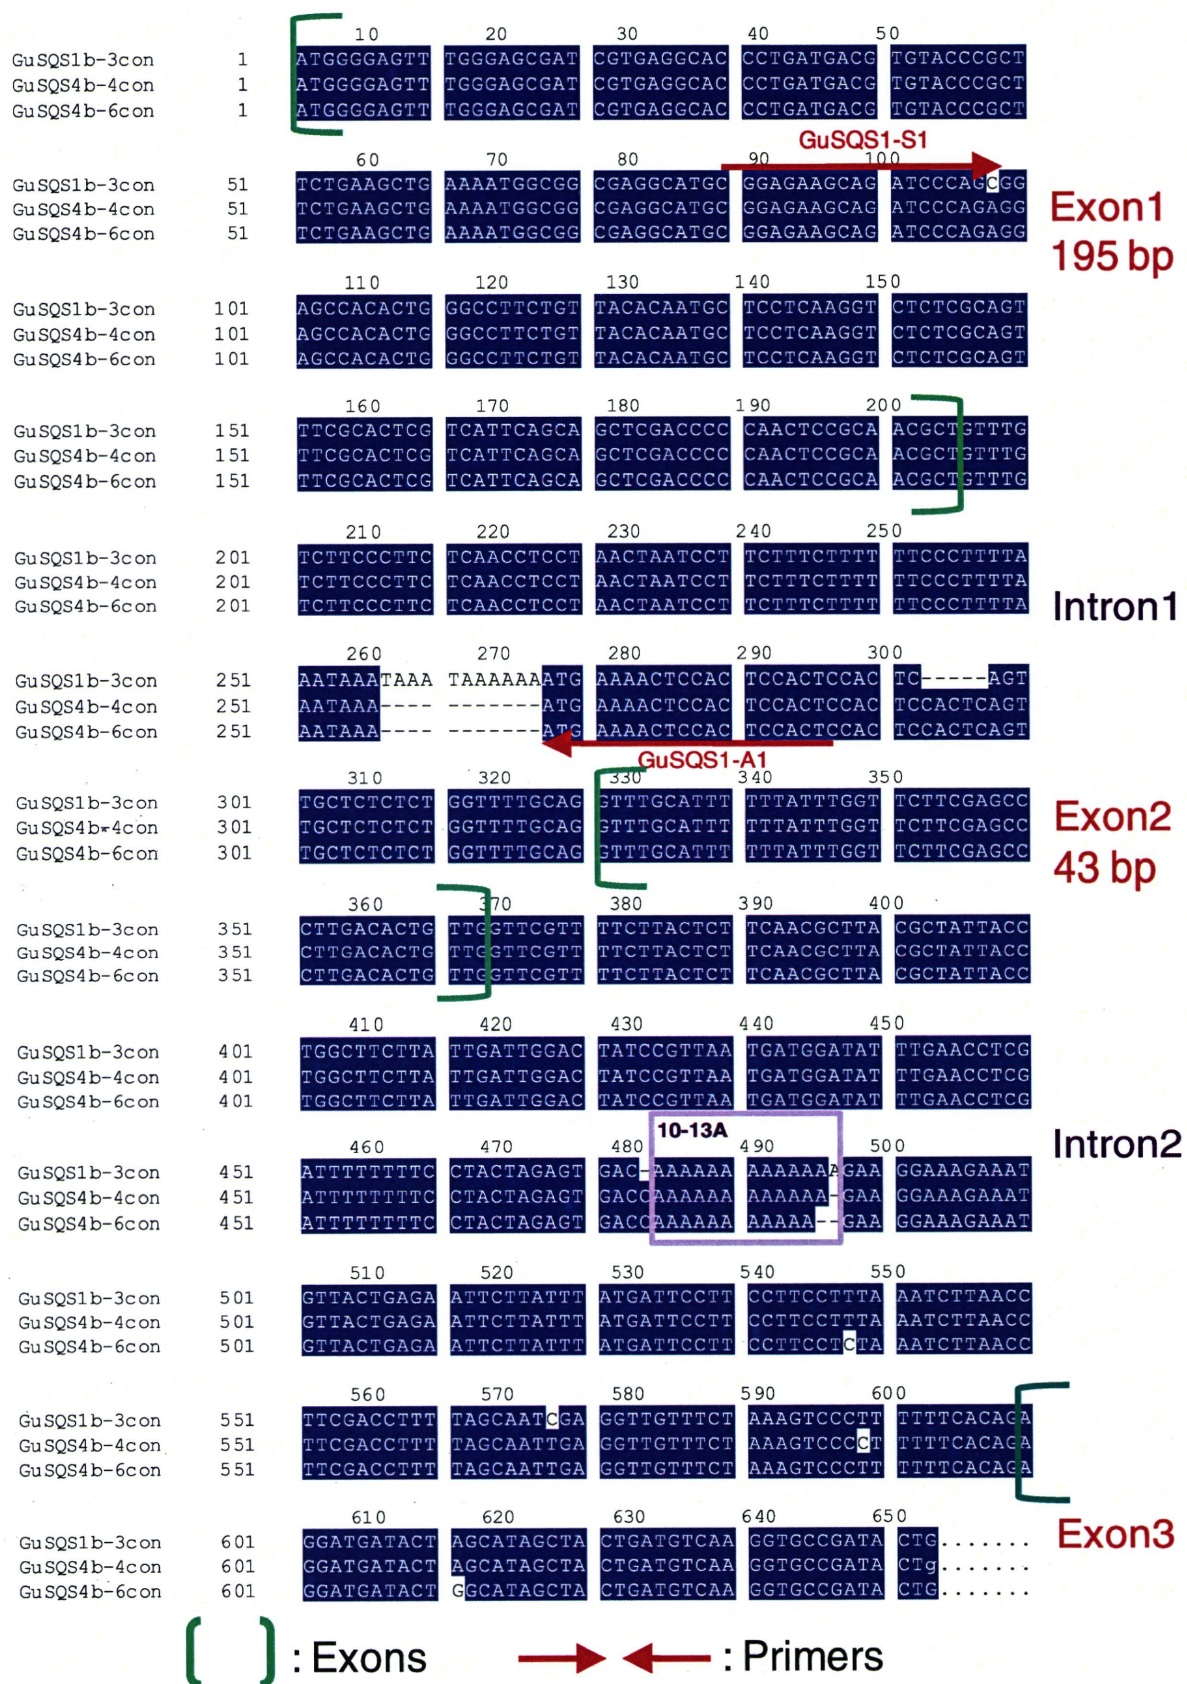 10 20 30 40 50
GuSQS1b-3con 1 ATGGGGAGTT TGGGAGCGAT CGTGAGGCAC CCTGATGACG TGTACCCGCT
GuSQS4b-4con 1 ATGGGGAGTT TGGGAGCGAT CGTGAGGCAC CCTGATGACG TGTACCCGCT
GuSQS4b-6con 1 ATGGGGAGTT TGGGAGCGAT CGTGAGGCAC CCTGATGACG TGTACCCGCT
GuSQS1-S1
60 70 80 90 100
GuSQS1b-3con 51 TCTGAAGCTG AAAATGGCGG CGAGGCATGC GGAGAAGCAG ATCCCAGCGG
GuSQS4b-4con 51 TCTGAAGCTG AAAATGGCGG CGAGGCATGC GGAGAAGCAG ATCCCAGAGG
GuSQS4b-6con 51 TCTGAAGCTG AAAATGGCGG CGAGGCATGC GGAGAAGCAG ATCCCAGAGG
Exon1
195 bp
110 120 130 140 150
GuSQS1b-3con 101 AGCCACACTG GGCCTTCTGT TACACAATGC TCCTCAAGGT CTCTCGCAGT
GuSQS4b-4con 101 AGCCACACTG GGCCTTCTGT TACACAATGC TCCTCAAGGT CTCTCGCAGT
GuSQS4b-6con 101 AGCCACACTG GGCCTTCTGT TACACAATGC TCCTCAAGGT CTCTCGCAGT
160 170 180 190 200
GuSQS1b-3con 151 TTCGCACTCG TCATTCAGCA GCTCGACCCC CAACTCCGCA ACGCTGTTTG
GuSQS4b-4con 151 TTCGCACTCG TCATTCAGCA GCTCGACCCC CAACTCCGCA ACGCTGTTTG
GuSQS4b-6con 151 TTCGCACTCG TCATTCAGCA GCTCGACCCC CAACTCCGCA ACGCTGTTTG
210 220 230 240 250
GuSQS1b-3con 201 TCTTCCCTTC TCAACCTCCT AACTAATCCT TCTTTCTTTT TTCCCTTTTA
GuSQS4b-4con 201 TCTTCCCTTC TCAACCTCCT AACTAATCCT TCTTTCTTTT TTCCCTTTTA
GuSQS4b-6con 201 TCTTCCCTTC TCAACCTCCT AACTAATCCT TCTTTCTTTT TTCCCTTTTA
Intron1
260 270 280 290 300
GuSQS1b-3con 251 AATAAATAAA TAAAAAAATG AAAACTCCAC TCCACTCCAC TC-----AGT
GuSQS4b-4con 251 AATAAA---- -------ATG AAAACTCCAC TCCACTCCAC TCCACTCAGT
GuSQS4b-6con 251 AATAAA---- -------ATG AAAACTCCAC TCCACTCCAC TCCACTCAGT
GuSQS1-A1
310 320 330 340 350
GuSQS1b-3con 301 TGCTCTCTCT GGTTTTGCAG GTTTGCATTT TTTATTTGGT TCTTCGAGCC
GuSQS4b-4con 301 TGCTCTCTCT GGTTTTGCAG GTTTGCATTT TTTATTTGGT TCTTCGAGCC
GuSQS4b-6con 301 TGCTCTCTCT GGTTTTGCAG GTTTGCATTT TTTATTTGGT TCTTCGAGCC
Exon2
43 bp
360 370 380 390 400
GuSQS1b-3con 351 CTTGACACTG TTGGTTCGTT TTCTTACTCT TCAACGCTTA CGCTATTACC
GuSQS4b-4con 351 CTTGACACTG TTGGTTCGTT TTCTTACTCT TCAACGCTTA CGCTATTACC
GuSQS4b-6con 351 CTTGACACTG TTGGTTCGTT TTCTTACTCT TCAACGCTTA CGCTATTACC
410 420 430 440 450
GuSQS1b-3con 401 TGGCTTCTTA TTGATTGGAC TATCCGTTAA TGATGGATAT TTGAACCTCG
GuSQS4b-4con 401 TGGCTTCTTA TTGATTGGAC TATCCGTTAA TGATGGATAT TTGAACCTCG
GuSQS4b-6con 401 TGGCTTCTTA TTGATTGGAC TATCCGTTAA TGATGGATAT TTGAACCTCG
10-13A
Intron2
460 470 480 490 500
GuSQS1b-3con 451 ATTTTTTTTC CTACTAGAGT GAC-AAAAAA AAAAAAAGAA GGAAAGAAAT
GuSQS4b-4con 451 ATTTTTTTTC CTACTAGAGT GACCAAAAAA AAAAAA-GAA GGAAAGAAAT
GuSQS4b-6con 451 ATTTTTTTTC CTACTAGAGT GACCAAAAAA AAAAA--GAA GGAAAGAAAT
510 520 530 540 550
GuSQS1b-3con 501 GTTACTGAGA ATTCTTATTT ATGATTCCTT CCTTCCTTTA AATCTTAACC
GuSQS4b-4con 501 GTTACTGAGA ATTCTTATTT ATGATTCCTT CCTTCCTTTA AATCTTAACC
GuSQS4b-6con 501 GTTACTGAGA ATTCTTATTT ATGATTCCTT CCTTCCTCTA AATCTTAACC
560 570 580 590 600
GuSQS1b-3con 551 TTCGACCTTT TAGCAATCGA GGTTGTTTCT AAAGTCCCTT TTTTCACAGA
GuSQS4b-4con 551 TTCGACCTTT TAGCAATTGA GGTTGTTTCT AAAGTCCCCT TTTTCACAGA
GuSQS4b-6con 551 TTCGACCTTT TAGCAATTGA GGTTGTTTCT AAAGTCCCTT TTTTCACAGA
610 620 630 640 650
GuSQS1b-3con 601 GGATGATACT AGCATAGCTA CTGATGTCAA GGTGCCGATA CTG.......
GuSQS4b-4con 601 GGATGATACT AGCATAGCTA CTGATGTCAA GGTGCCGATA CTg.......
GuSQS4b-6con 601 GGATGATACT GGCATAGCTA CTGATGTCAA GGTGCCGATA CTG.......
Exon3
: Exons : Primers